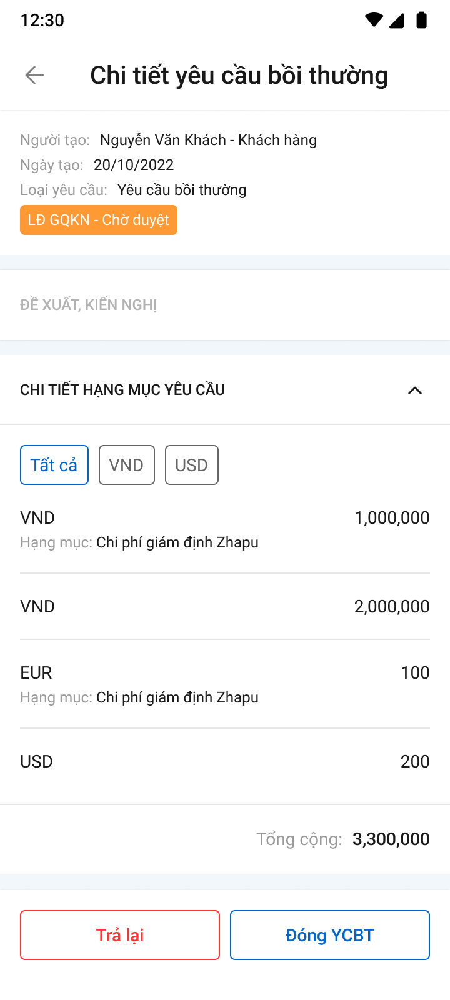 12:30
Chi tiết yêu cầu bồi thường
Người tạo: Nguyễn Văn Khách - Khách hàng
Ngày tạo: 20/10/2022
Loại yêu cầu: Yêu cầu bồi thường
LĐ GQKN - Chờ duyệt
ĐỀ XUẤT, KIẾN NGHỊ
CHI TIẾT HẠNG MỤC YÊU CẦU
Tất cả VND USD
VND 1,000,000
Hạng mục: Chi phí giám định Zhapu
VND 2,000,000
EUR 100
Hạng mục: Chi phí giám định Zhapu
USD 200
Tổng cộng: 3,300,000
Trả lại Đóng YCBT